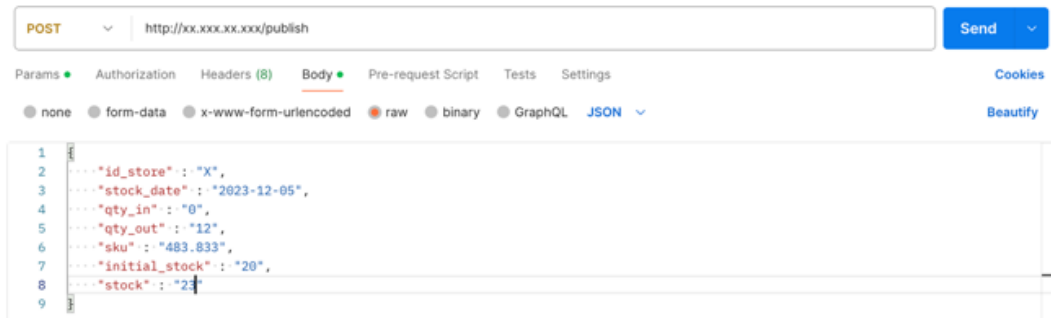 POST http://xx.xxx.xx.xxx/publish Send
Params Authorization Headers (8) Body Pre-request Script Tests Settings Cookies
none form-data x-www-form-urlencoded raw binary GraphQL JSON Beautify
1 {
2 "id_store" : "X",
3 "stock_date" : "2023-12-05",
4 "qty_in" : "0",
5 "qty_out" : "12",
6 "sku" : "483.833",
7 "initial_stock" : "20",
8 "stock" : "23"
9 }